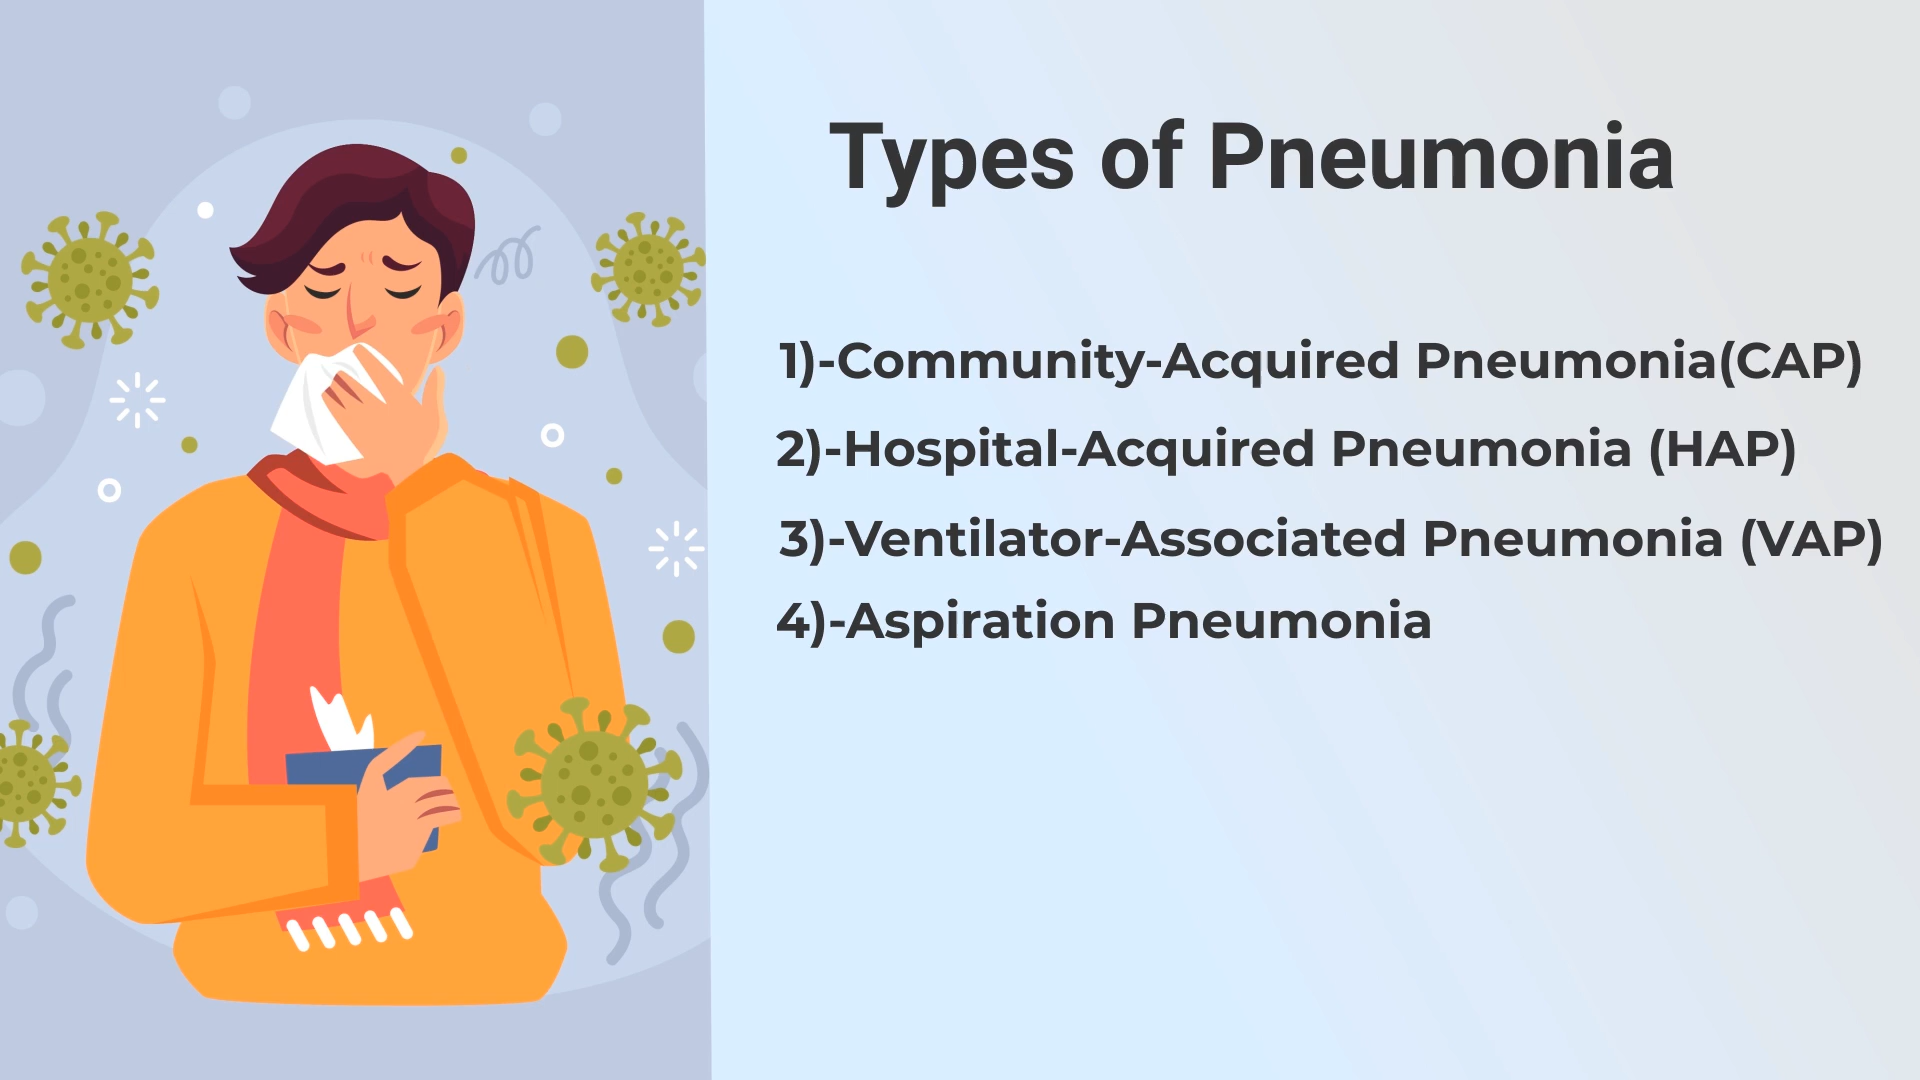 Types of Pneumonia
1)-Community-Acquired Pneumonia(CAP)
2)-Hospital-Acquired Pneumonia (HAP)
3)-Ventilator-Associated Pneumonia (VAP)
4)-Aspiration Pneumonia